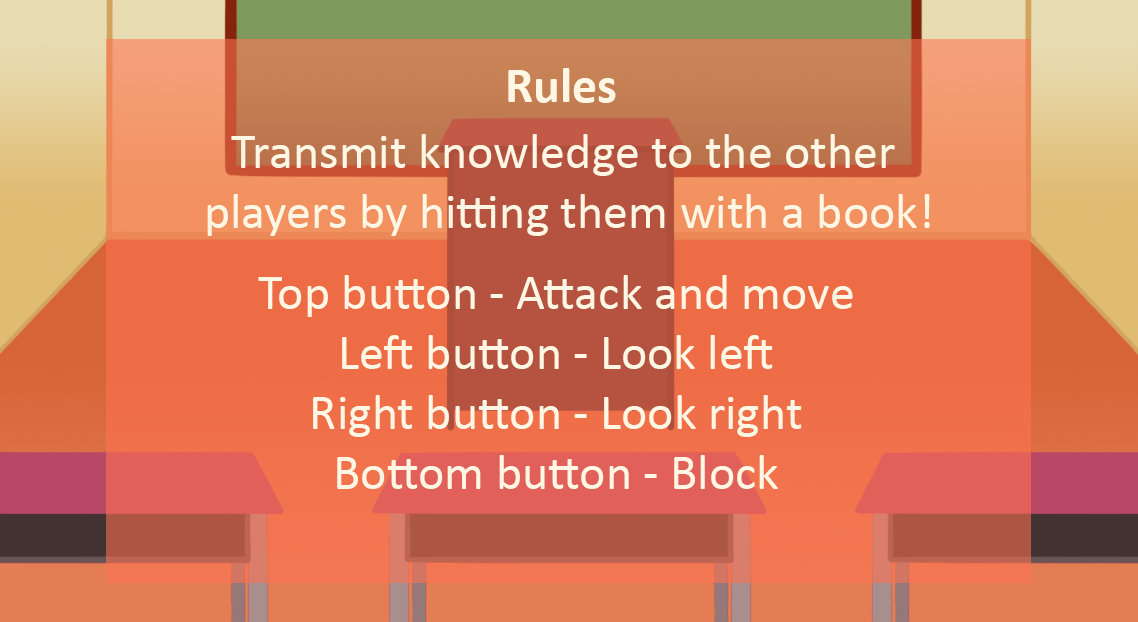 Rules
Transmit knowledge to the other
players by hitting them with a book!
Top button - Attack and move
Left button - Look left
Right button - Look right
Bottom button - Block